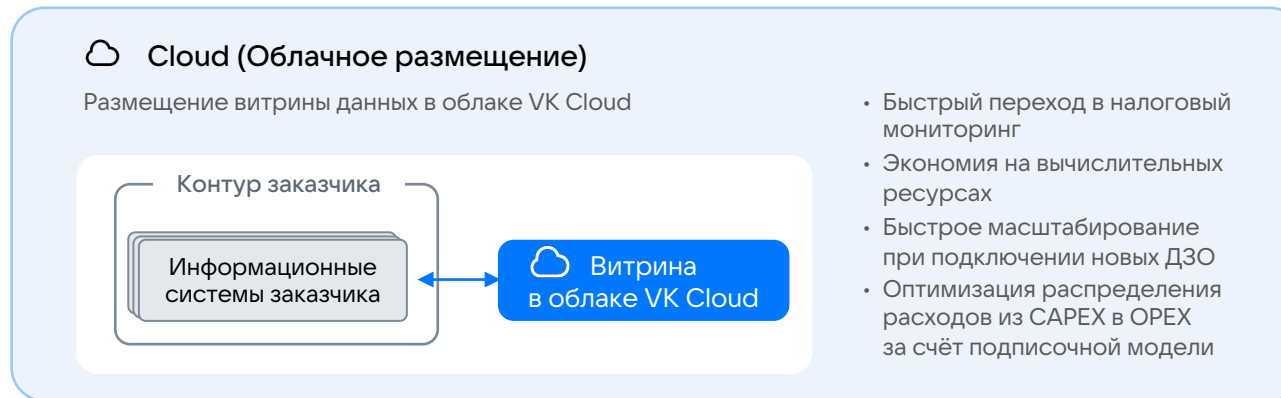 Cloud (Облачное размещение)
Размещение витрины данных в облаке VK Cloud
Контур заказчика
Информационные
системы заказчика
Витрина
в облаке VK Cloud
• Быстрый переход в налоговый
мониторинг
• Экономия на вычислительных
ресурсах
• Быстрое масштабирование
при подключении новых ДЗО
• Оптимизация распределения
расходов из CAPEX в OPEX
за счёт подписочной модели